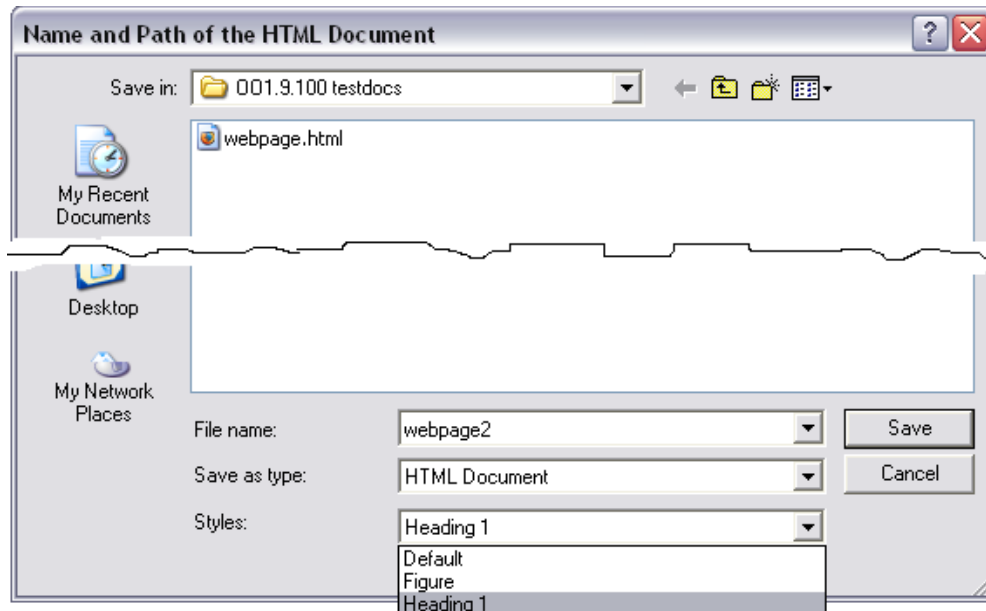 Name and Path of the HTML Document
Save in: OO1.9.100 testdocs
webpage.html
My Recent
Documents
Desktop
My Network
Places
File name: webpage2 Save
Save as type: HTML Document Cancel
Styles: Heading 1
Default
Figure
Heading 1